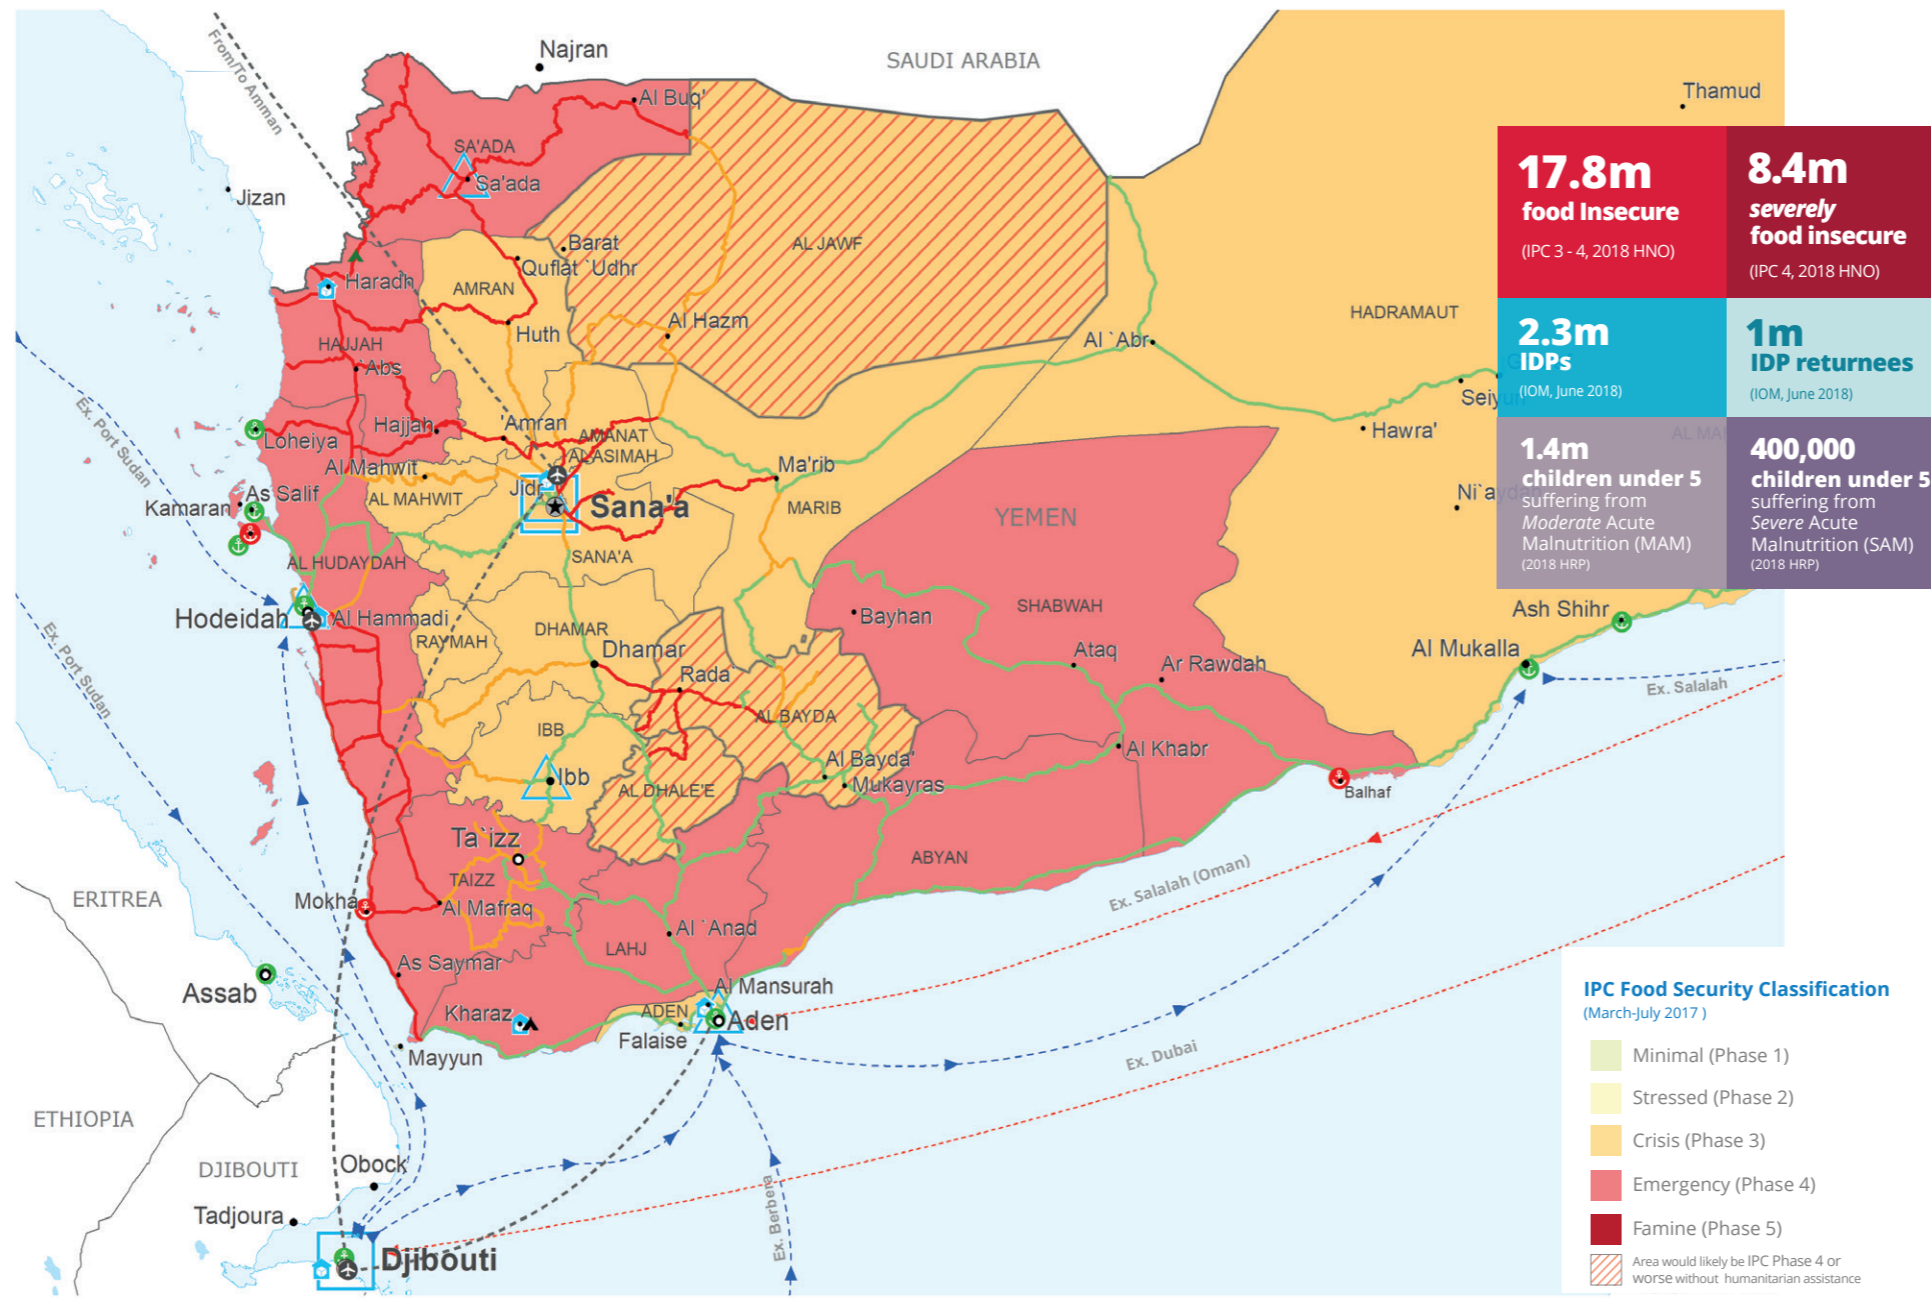 From/To Amman
Najran
SAUDI ARABIA
Thamud
Al Buq'
SA'ADA
Sa'ada
Jizan
Barat
Quflat `Udhr
AL JAWF
Haradh
AMRAN
HADRAMAUT
Huth
Al Hazm
Al `Abr
HAJJAH
'Abs
Ex. Port Sudan
Seiyun
Hawra'
Hajjah
'Amran
AMANAT
AL ASIMAH
Loheiya
Al Mahwit
Ma'rib
As Salif
AL MAHWIT
Jidr
Kamaran
Sana'a
MARIB
YEMEN
AL HUDAYDAH
SANA'A
Hodeidah
Al Hammadi
RAYMAH
DHAMAR
Bayhan
SHABWAH
Ash Shihr
Dhamar
Ataq
Al Mukalla
Ar Rawdah
Rada'
Ex. Salalah
Ex. Port Sudan
IBB
AL BAYDA
Al Bayda'
Al Khabr
Ibb
AL DHALE'E
Mukayras
Balhaf
Ta`izz
ABYAN
TAIZZ
ERITREA
Mokha
Al Mafraq
Ex. Salalah (Oman)
Al `Anad
LAHJ
As Saymar
Assab
Al Mansurah
Kharaz
ADEN
Aden
Falaise
Mayyun
Ex. Dubai
ETHIOPIA
DJIBOUTI
Obock
Tadjoura
Ex. Berbera
Djibouti
17.8m
food Insecure
(IPC 3 - 4, 2018 HNO)
8.4m
severely
food insecure
(IPC 4, 2018 HNO)
2.3m
IDPs
(IOM, June 2018)
1m
IDP returnees
(IOM, June 2018)
1.4m
children under 5
suffering from
Moderate Acute
Malnutrition (MAM)
(2018 HRP)
400,000
children under 5
suffering from
Severe Acute
Malnutrition (SAM)
(2018 HRP)
IPC Food Security Classification
(March-July 2017 )
Minimal (Phase 1)
Stressed (Phase 2)
Crisis (Phase 3)
Emergency (Phase 4)
Famine (Phase 5)
Area would likely be IPC Phase 4 or
worse without humanitarian assistance